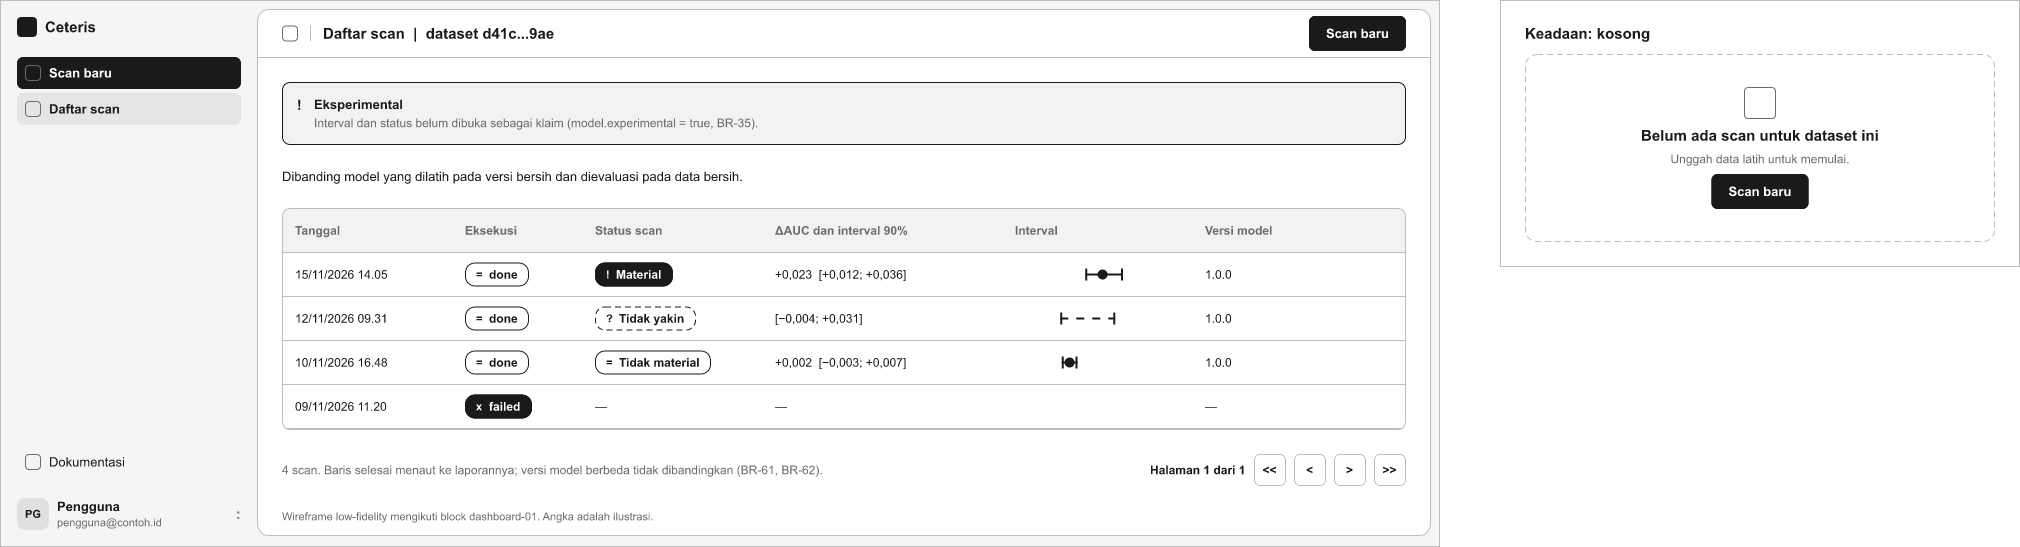 Ceteris
Scan baru
Daftar scan
Dokumentasi
PG
Pengguna
pengguna@contoh.id
:
Daftar scan | dataset d41c...9ae
Scan baru
! Eksperimental
Interval dan status belum dibuka sebagai klaim (model.experimental = true, BR-35).
Dibanding model yang dilatih pada versi bersih dan dievaluasi pada data bersih.
Tanggal Eksekusi Status scan ΔAUC dan interval 90% Interval Versi model
15/11/2026 14.05 = done ! Material +0,023 [+0,012; +0,036] 1.0.0
12/11/2026 09.31 = done ? Tidak yakin [−0,004; +0,031] 1.0.0
10/11/2026 16.48 = done = Tidak material +0,002 [−0,003; +0,007] 1.0.0
09/11/2026 11.20 x failed — — —
4 scan. Baris selesai menaut ke laporannya; versi model berbeda tidak dibandingkan (BR-61, BR-62).
Halaman 1 dari 1 << < > >>
Wireframe low-fidelity mengikuti block dashboard-01. Angka adalah ilustrasi.
Keadaan: kosong
Belum ada scan untuk dataset ini
Unggah data latih untuk memulai.
Scan baru